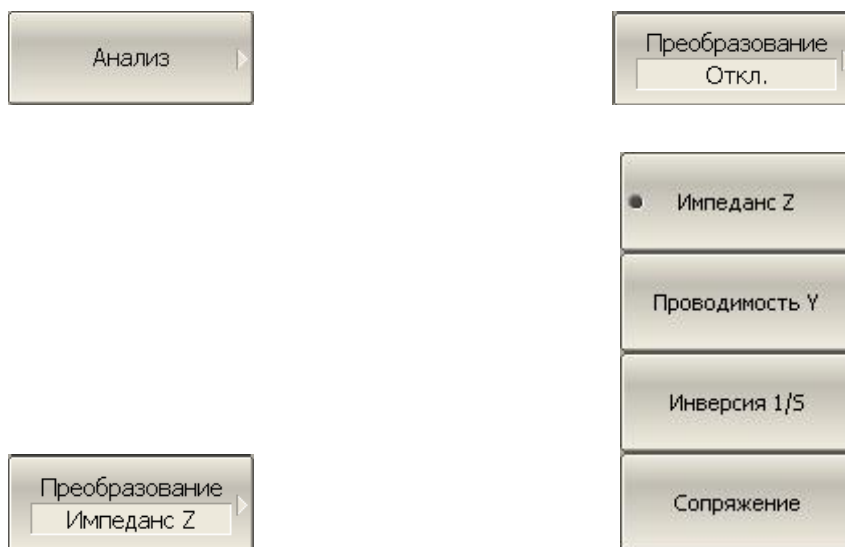 Анализ
Преобразование
Откл.
Импеданс Z
Проводимость Y
Инверсия 1/S
Сопряжение
Преобразование
Импеданс Z